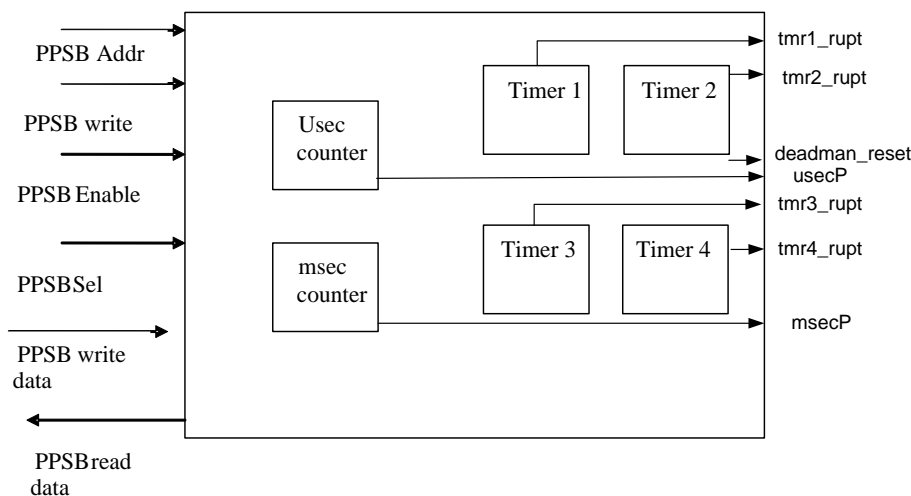 PPSB Addr
PPSB write
PPSB Enable
PPSBSel
PPSB write
data
PPSBread
data
Usec
counter
msec
counter
Timer 1
Timer 2
Timer 3
Timer 4
tmr1_rupt
tmr2_rupt
deadman_reset
usecP
tmr3_rupt
tmr4_rupt
msecP